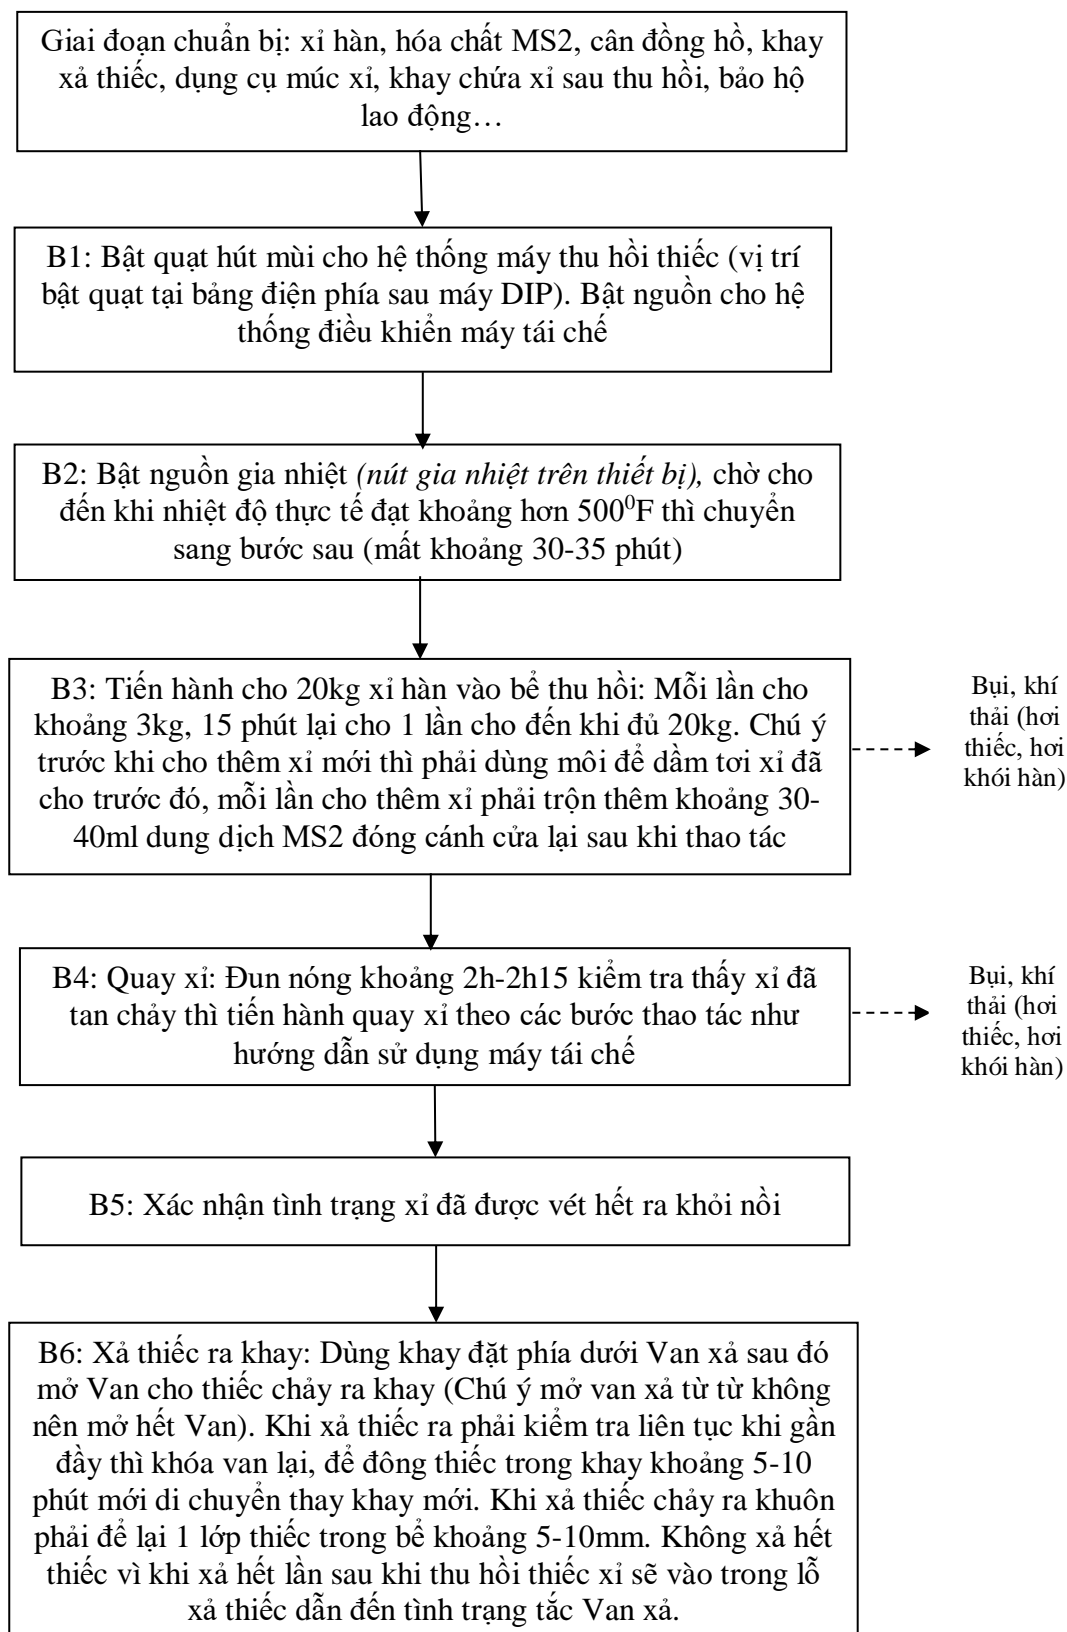 Giai đoạn chuẩn bị: xỉ hàn, hóa chất MS2, cân đồng hồ, khay
xả thiếc, dụng cụ múc xỉ, khay chứa xỉ sau thu hồi, bảo hộ
lao động…
B1: Bật quạt hút mùi cho hệ thống máy thu hồi thiếc (vị trí
bật quạt tại bảng điện phía sau máy DIP). Bật nguồn cho hệ
thống điều khiển máy tái chế
B2: Bật nguồn gia nhiệt (nút gia nhiệt trên thiết bị), chờ cho
đến khi nhiệt độ thực tế đạt khoảng hơn 500⁰F thì chuyển
sang bước sau (mất khoảng 30-35 phút)
B3: Tiến hành cho 20kg xỉ hàn vào bể thu hồi: Mỗi lần cho
khoảng 3kg, 15 phút lại cho 1 lần cho đến khi đủ 20kg. Chú ý
trước khi cho thêm xỉ mới thì phải dùng môi để dầm tơi xỉ đã
cho trước đó, mỗi lần cho thêm xỉ phải trộn thêm khoảng 30-
40ml dung dịch MS2 đóng cánh cửa lại sau khi thao tác
Bụi, khí
thải (hơi
thiếc, hơi
khói hàn)
B4: Quay xỉ: Đun nóng khoảng 2h-2h15 kiểm tra thấy xỉ đã
tan chảy thì tiến hành quay xỉ theo các bước thao tác như
hướng dẫn sử dụng máy tái chế
Bụi, khí
thải (hơi
thiếc, hơi
khói hàn)
B5: Xác nhận tình trạng xỉ đã được vét hết ra khỏi nồi
B6: Xả thiếc ra khay: Dùng khay đặt phía dưới Van xả sau đó
mở Van cho thiếc chảy ra khay (Chú ý mở van xả từ từ không
nên mở hết Van). Khi xả thiếc ra phải kiểm tra liên tục khi gần
đầy thì khóa van lại, để đông thiếc trong khay khoảng 5-10
phút mới di chuyển thay khay mới. Khi xả thiếc chảy ra khuôn
phải để lại 1 lớp thiếc trong bể khoảng 5-10mm. Không xả hết
thiếc vì khi xả hết lần sau khi thu hồi thiếc xỉ sẽ vào trong lỗ
xả thiếc dẫn đến tình trạng tắc Van xả.